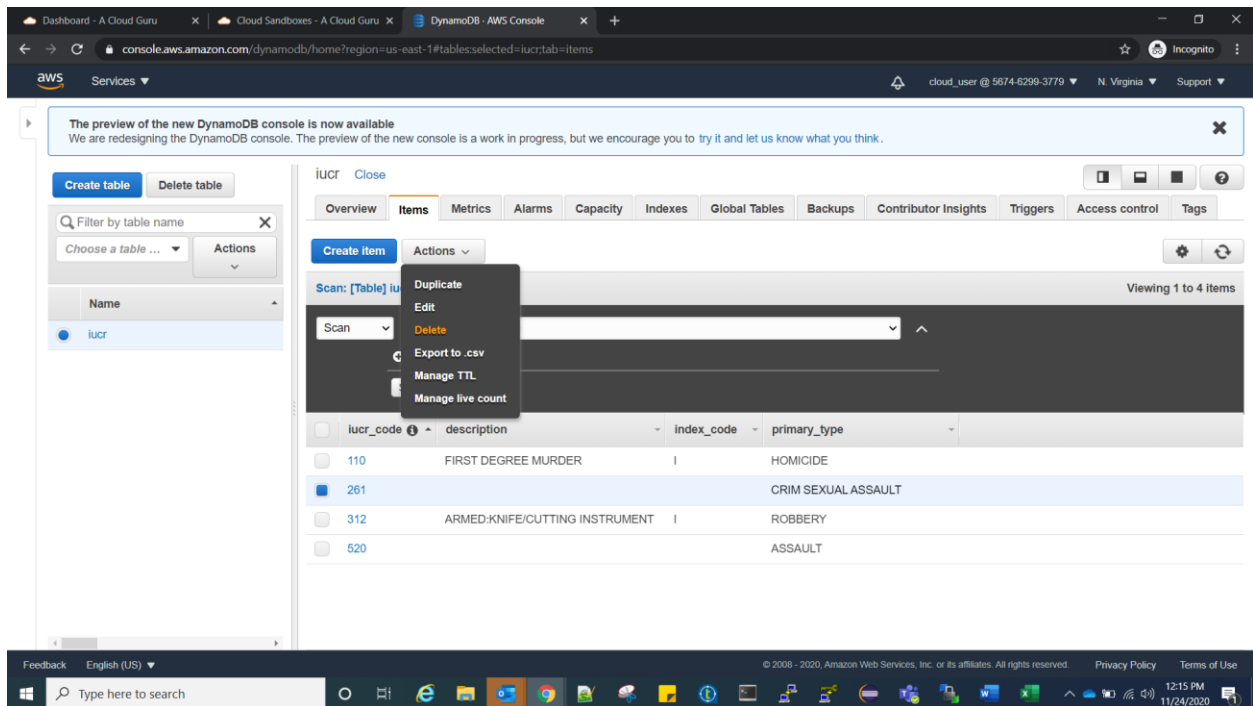 Dashboard - A Cloud Guru
Cloud Sandboxes - A Cloud Guru
DynamoDB - AWS Console
console.aws.amazon.com/dynamodb/home?region=us-east-1#tables:selected=iucr;tab=items
Incognito
aws Services cloud_user @ 5674-6299-3779 N. Virginia Support
The preview of the new DynamoDB console is now available
We are redesigning the DynamoDB console. The preview of the new console is a work in progress, but we encourage you to try it and let us know what you think.
Create table Delete table
Filter by table name
Choose a table ... Actions
Name
iucr
iucr Close
Overview Items Metrics Alarms Capacity Indexes Global Tables Backups Contributor Insights Triggers Access control Tags
Create item Actions
Scan: [Table] iu Viewing 1 to 4 items
Scan
Duplicate
Edit
Delete
Export to .csv
Manage TTL
Manage live count
iucr_code description index_code primary_type
110 FIRST DEGREE MURDER I HOMICIDE
261 CRIM SEXUAL ASSAULT
312 ARMED:KNIFE/CUTTING INSTRUMENT I ROBBERY
520 ASSAULT
Feedback English (US) © 2008 - 2020, Amazon Web Services, Inc. or its affiliates. All rights reserved. Privacy Policy Terms of Use
Type here to search
12:15 PM
11/24/2020